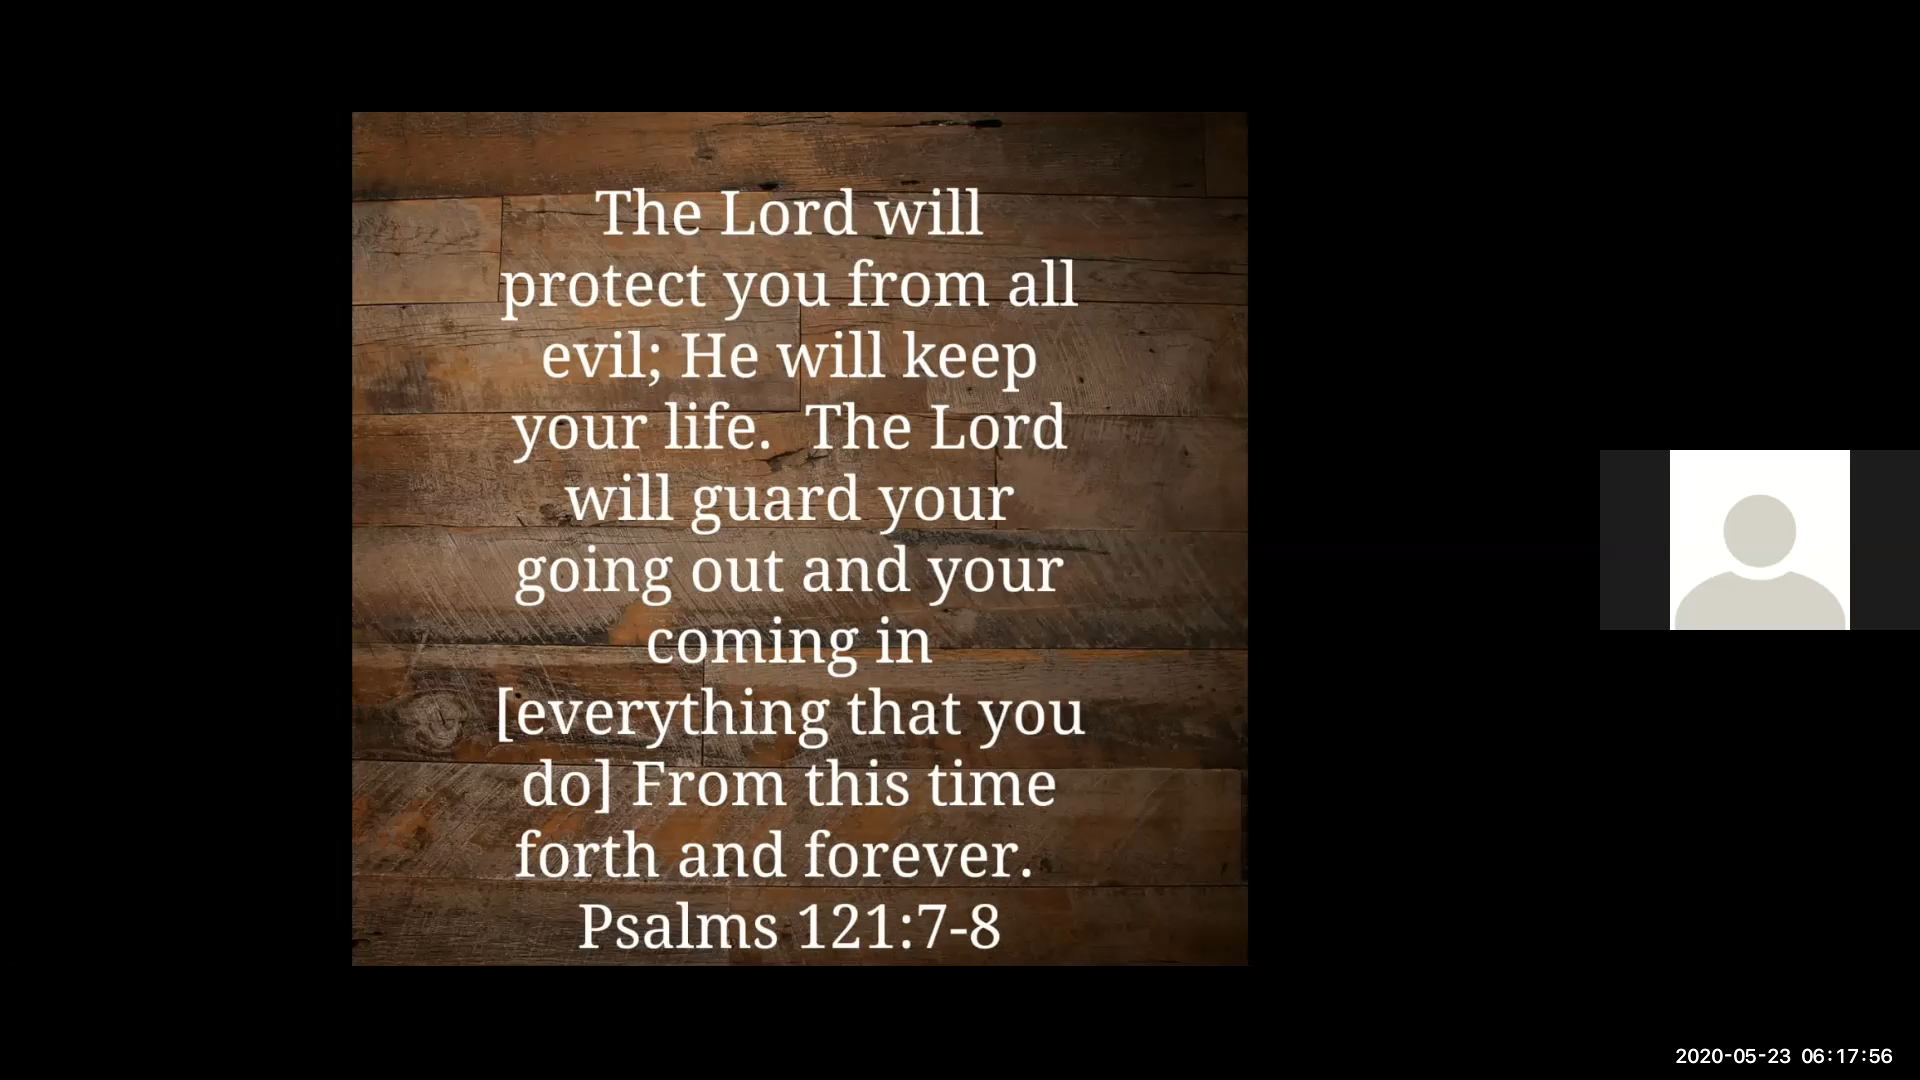 The Lord will
protect you from all
evil; He will keep
your life.  The Lord
will guard your
going out and your
coming in
[everything that you
do] From this time
forth and forever.
Psalms 121:7-8
2020-05-23 06:17:56